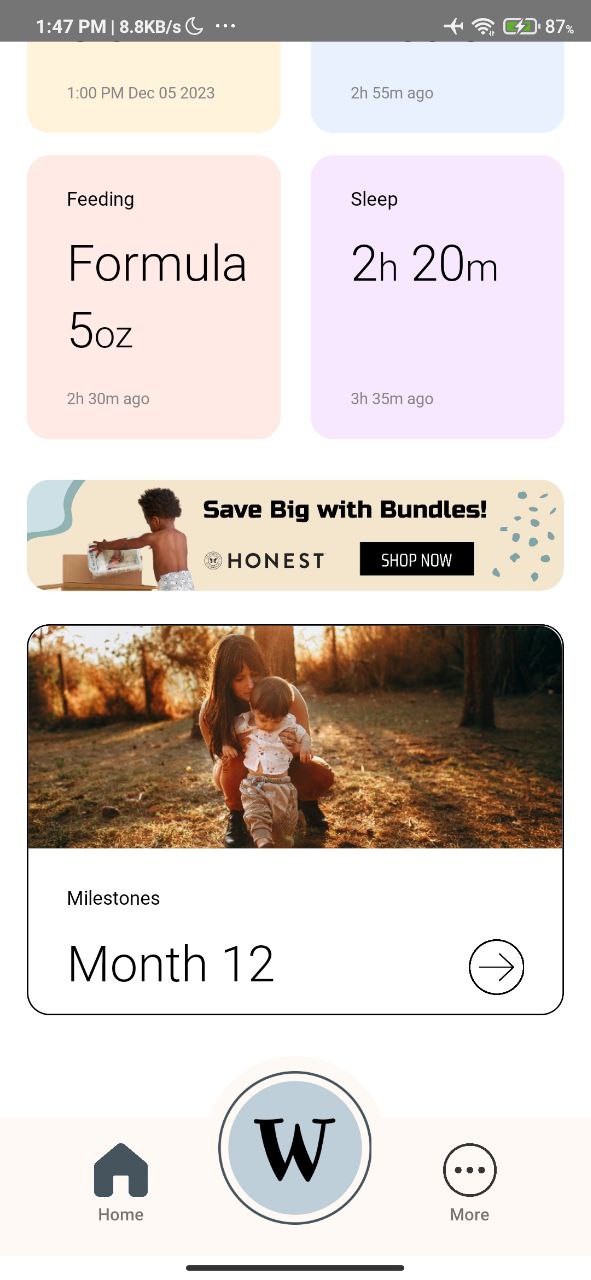 1:47 PM | 8.8KB/s
87%
1:00 PM Dec 05 2023
2h 55m ago
Feeding
Formula
5oz
2h 30m ago
Sleep
2h 20m
3h 35m ago
Save Big with Bundles!
HONEST
SHOP NOW
Milestones
Month 12
W
Home
More